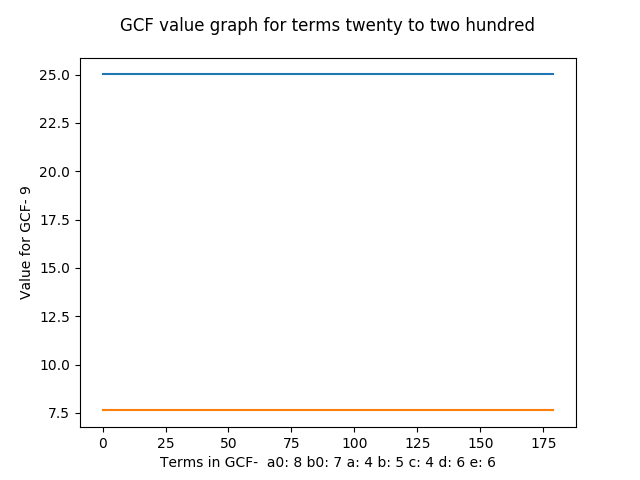 GCF value graph for terms twenty to two hundred
25.0
22.5
20.0
17.5
15.0
12.5
10.0
7.5
Value for GCF- 9
0 25 50 75 100 125 150 175
Terms in GCF-  a0: 8 b0: 7 a: 4 b: 5 c: 4 d: 6 e: 6